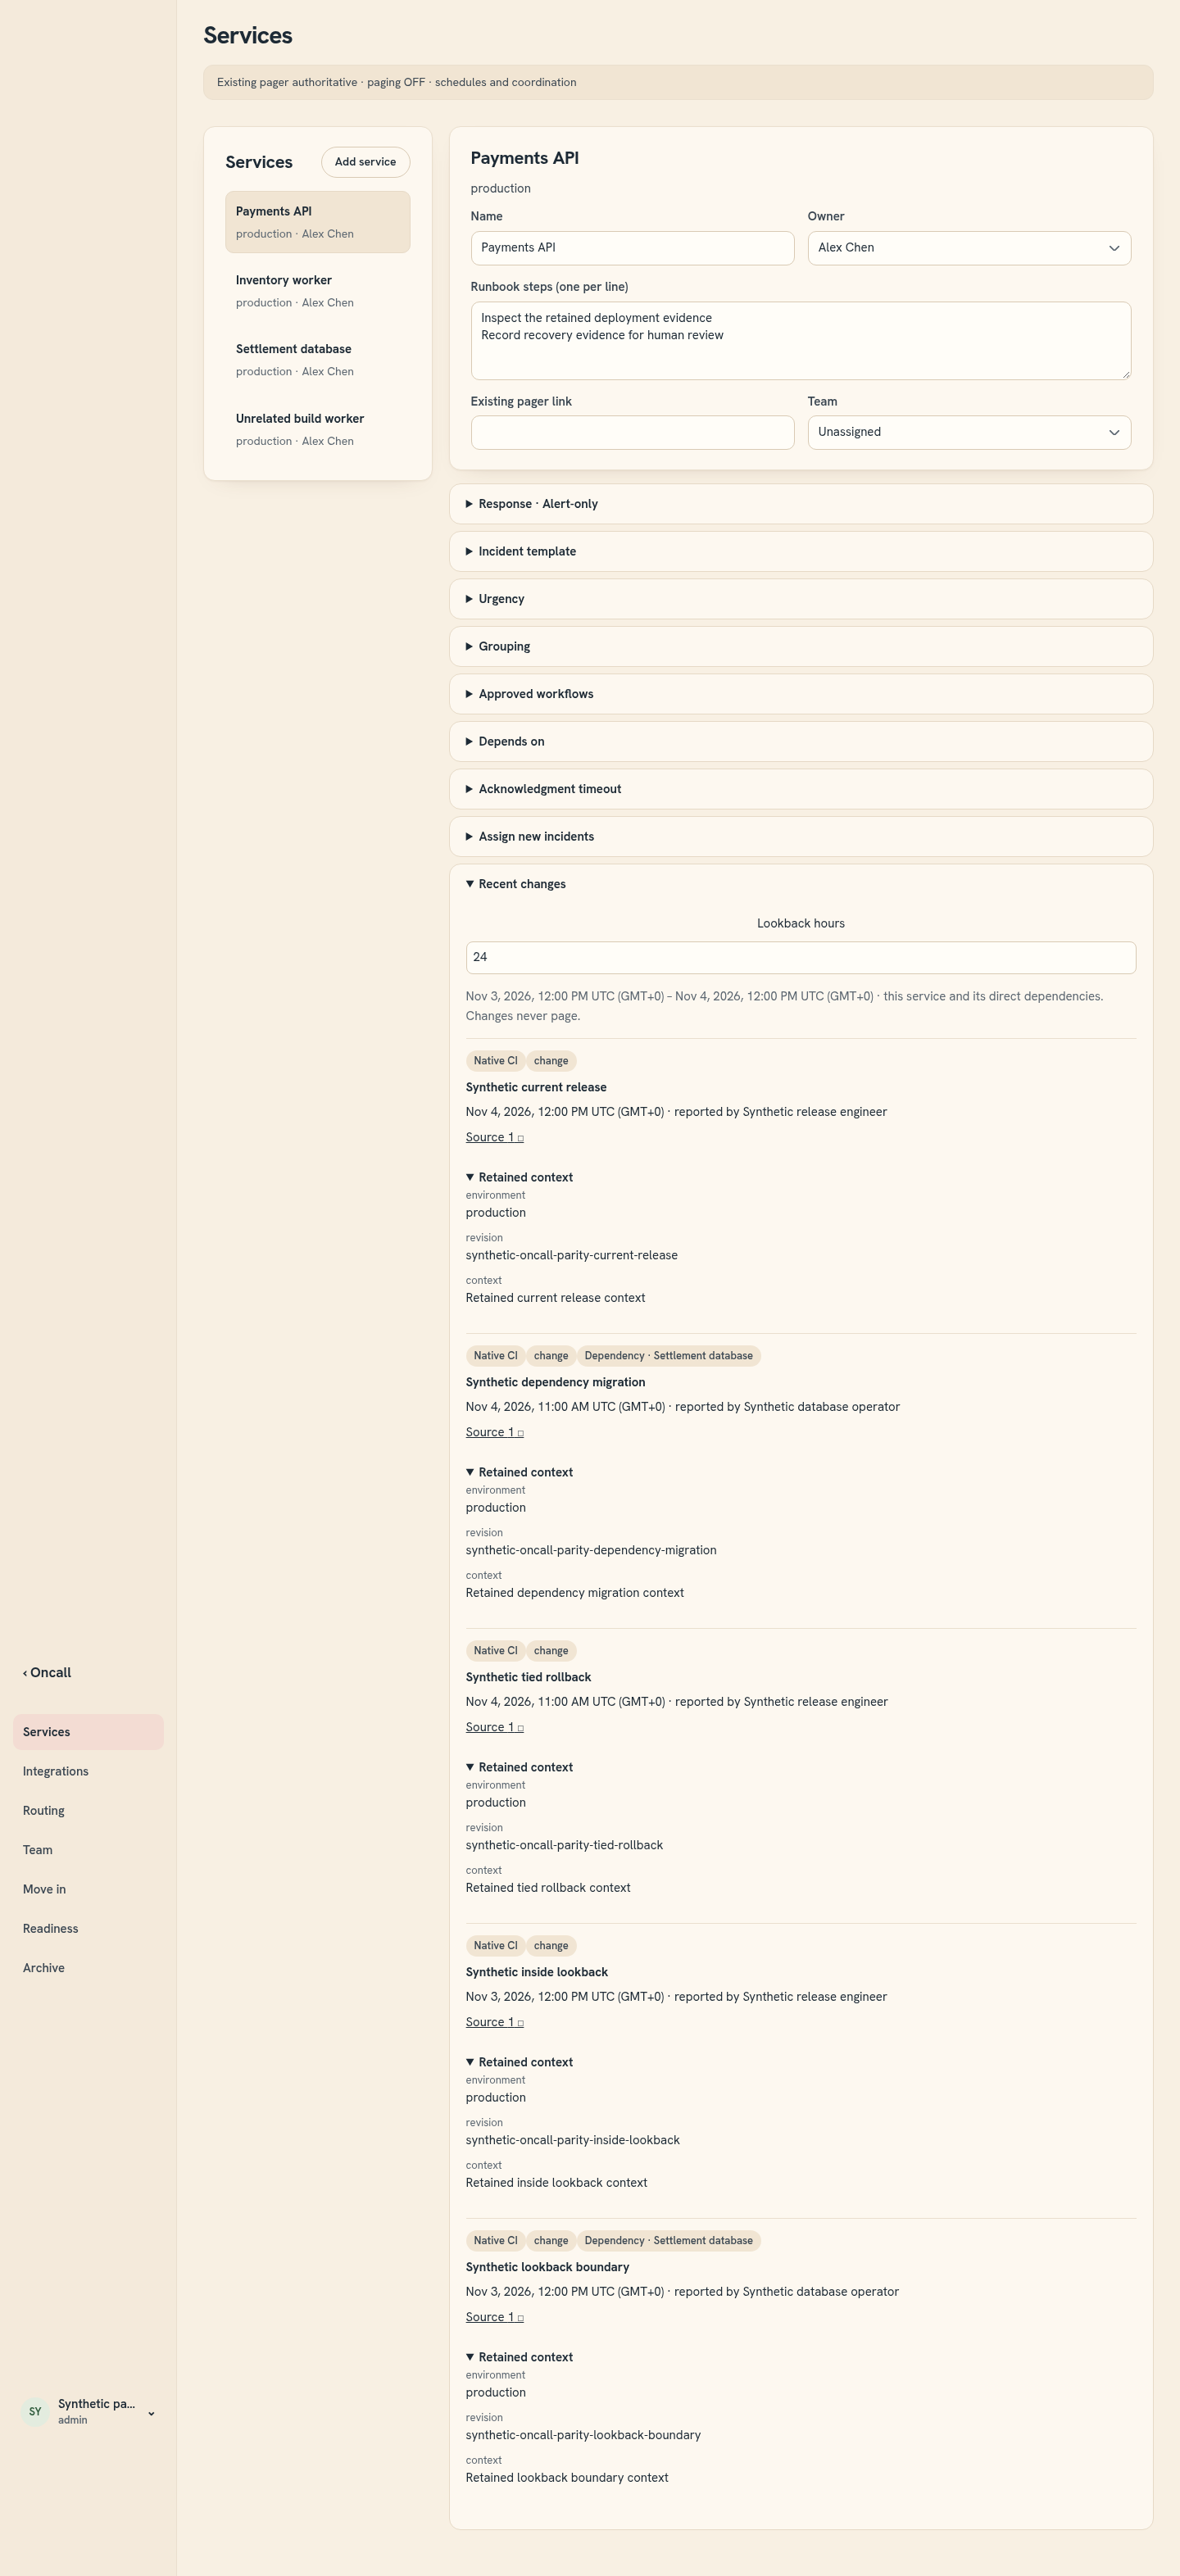 Services
Existing pager authoritative · paging OFF · schedules and coordination
Services
Add service
Payments API
production · Alex Chen
Inventory worker
production · Alex Chen
Settlement database
production · Alex Chen
Unrelated build worker
production · Alex Chen
Payments API
production
Name
Owner
Payments API
Alex Chen
Runbook steps (one per line)
Inspect the retained deployment evidence
Record recovery evidence for human review
Existing pager link
Team
Unassigned
Response · Alert-only
Incident template
Urgency
Grouping
Approved workflows
Depends on
Acknowledgment timeout
Assign new incidents
Recent changes
Lookback hours
24
Nov 3, 2026, 12:00 PM UTC (GMT+0) – Nov 4, 2026, 12:00 PM UTC (GMT+0) · this service and its direct dependencies.
Changes never page.
Native CI change
Synthetic current release
Nov 4, 2026, 12:00 PM UTC (GMT+0) · reported by Synthetic release engineer
Source 1
Retained context
environment
production
revision
synthetic-oncall-parity-current-release
context
Retained current release context
Native CI change Dependency · Settlement database
Synthetic dependency migration
Nov 4, 2026, 11:00 AM UTC (GMT+0) · reported by Synthetic database operator
Source 1
Retained context
environment
production
revision
synthetic-oncall-parity-dependency-migration
context
Retained dependency migration context
Native CI change
Synthetic tied rollback
Nov 4, 2026, 11:00 AM UTC (GMT+0) · reported by Synthetic release engineer
Source 1
Retained context
environment
production
revision
synthetic-oncall-parity-tied-rollback
context
Retained tied rollback context
Native CI change
Synthetic inside lookback
Nov 3, 2026, 12:00 PM UTC (GMT+0) · reported by Synthetic release engineer
Source 1
Retained context
environment
production
revision
synthetic-oncall-parity-inside-lookback
context
Retained inside lookback context
Native CI change Dependency · Settlement database
Synthetic lookback boundary
Nov 3, 2026, 12:00 PM UTC (GMT+0) · reported by Synthetic database operator
Source 1
Retained context
environment
production
revision
synthetic-oncall-parity-lookback-boundary
context
Retained lookback boundary context
‹ Oncall
Services
Integrations
Routing
Team
Move in
Readiness
Archive
SY
Synthetic pa...
admin